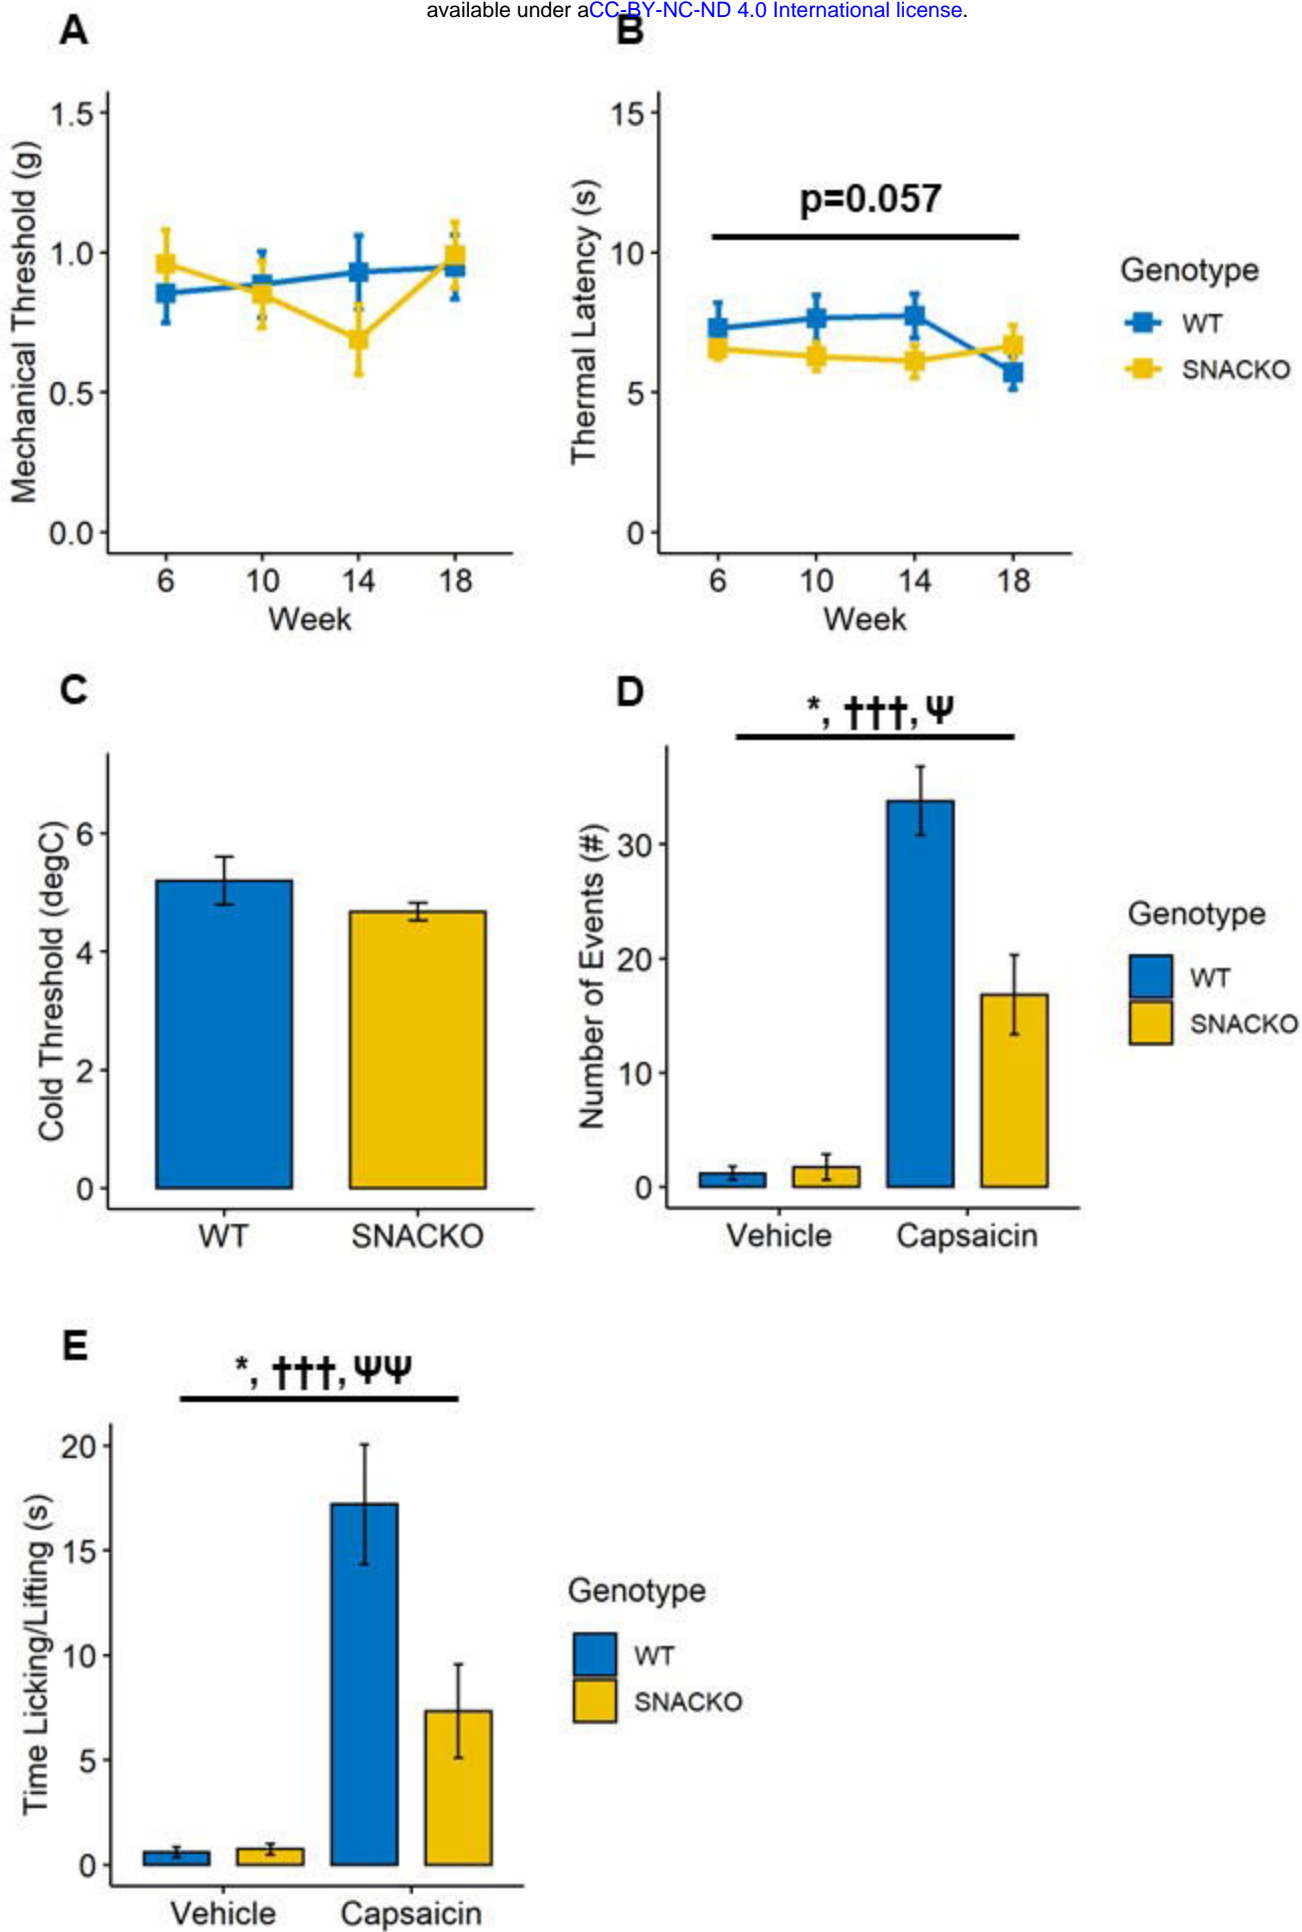 available under aCC-BY-NC-ND 4.0 International license.
A
B
Mechanical Threshold (g)
1.5
1.0
0.5
0.0
6 10 14 18
Week
Thermal Latency (s)
15
10
5
0
p=0.057
6 10 14 18
Week
Genotype
WT
SNACKO
C
D
Cold Threshold (degC)
6
4
2
0
WT SNACKO
*, †††, Ψ
Number of Events (#)
30
20
10
0
Vehicle Capsaicin
Genotype
WT
SNACKO
E
*, †††, ΨΨ
Time Licking/Lifting (s)
20
15
10
5
0
Vehicle Capsaicin
Genotype
WT
SNACKO